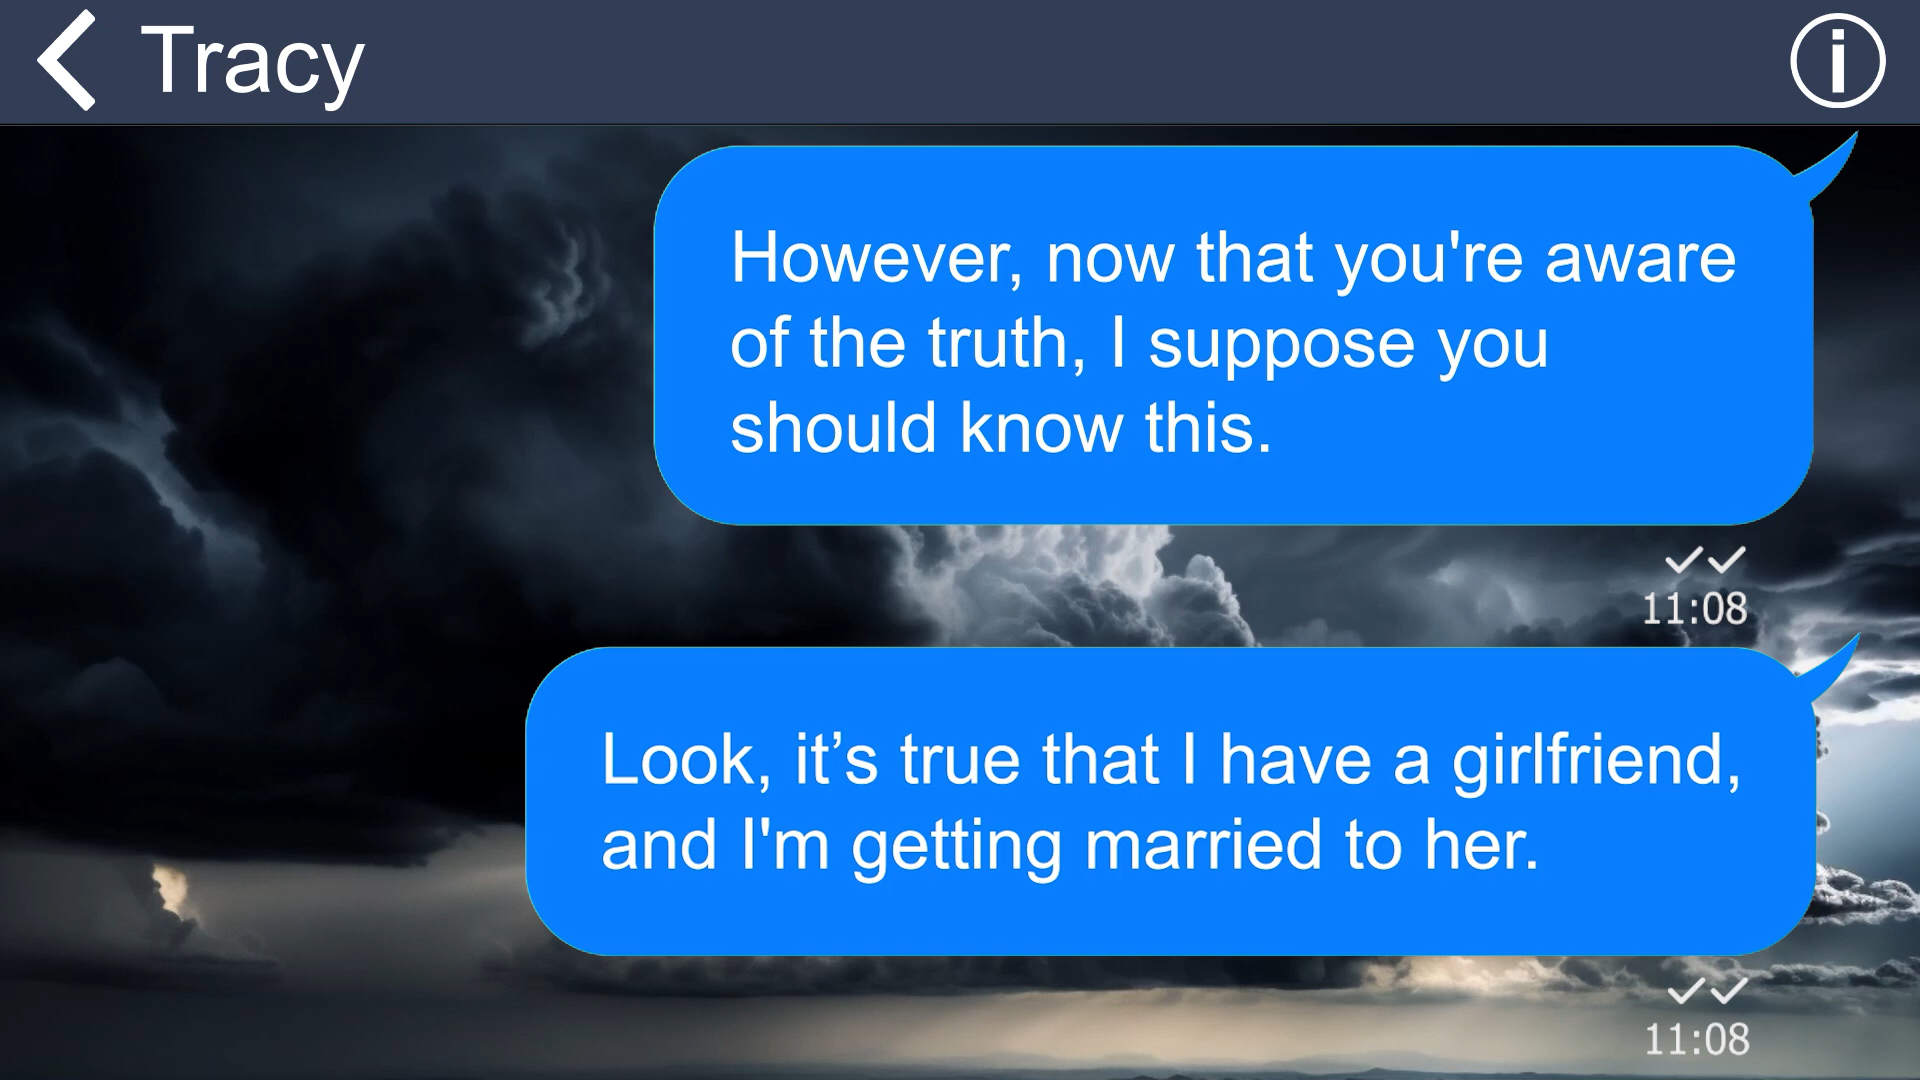 Tracy
However, now that you're aware
of the truth, I suppose you
should know this.
11:08
Look, it’s true that I have a girlfriend,
and I'm getting married to her.
11:08